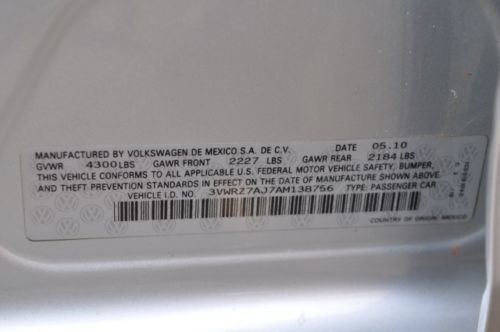 MANUFACTURED BY VOLKSWAGEN DE MEXICO S.A. DE C.V. DATE 05.10
GVWR 4300LBS GAWR FRONT 2227 LBS GAWR REAR 2184LBS
THIS VEHICLE CONFORMS TO ALL APPLICABLE U.S. FEDERAL MOTOR VEHICLE SAFETY, BUMPER,
AND THEFT PREVENTION STANDARDS IN EFFECT ON THE DATE OF MANUFACTURE SHOWN ABOVE.
VEHICLE I.D. NO. 3VWRZ7AJ7AM138756 TYPE: PASSENGER CAR
COUNTRY OF ORIGIN: MEXICO